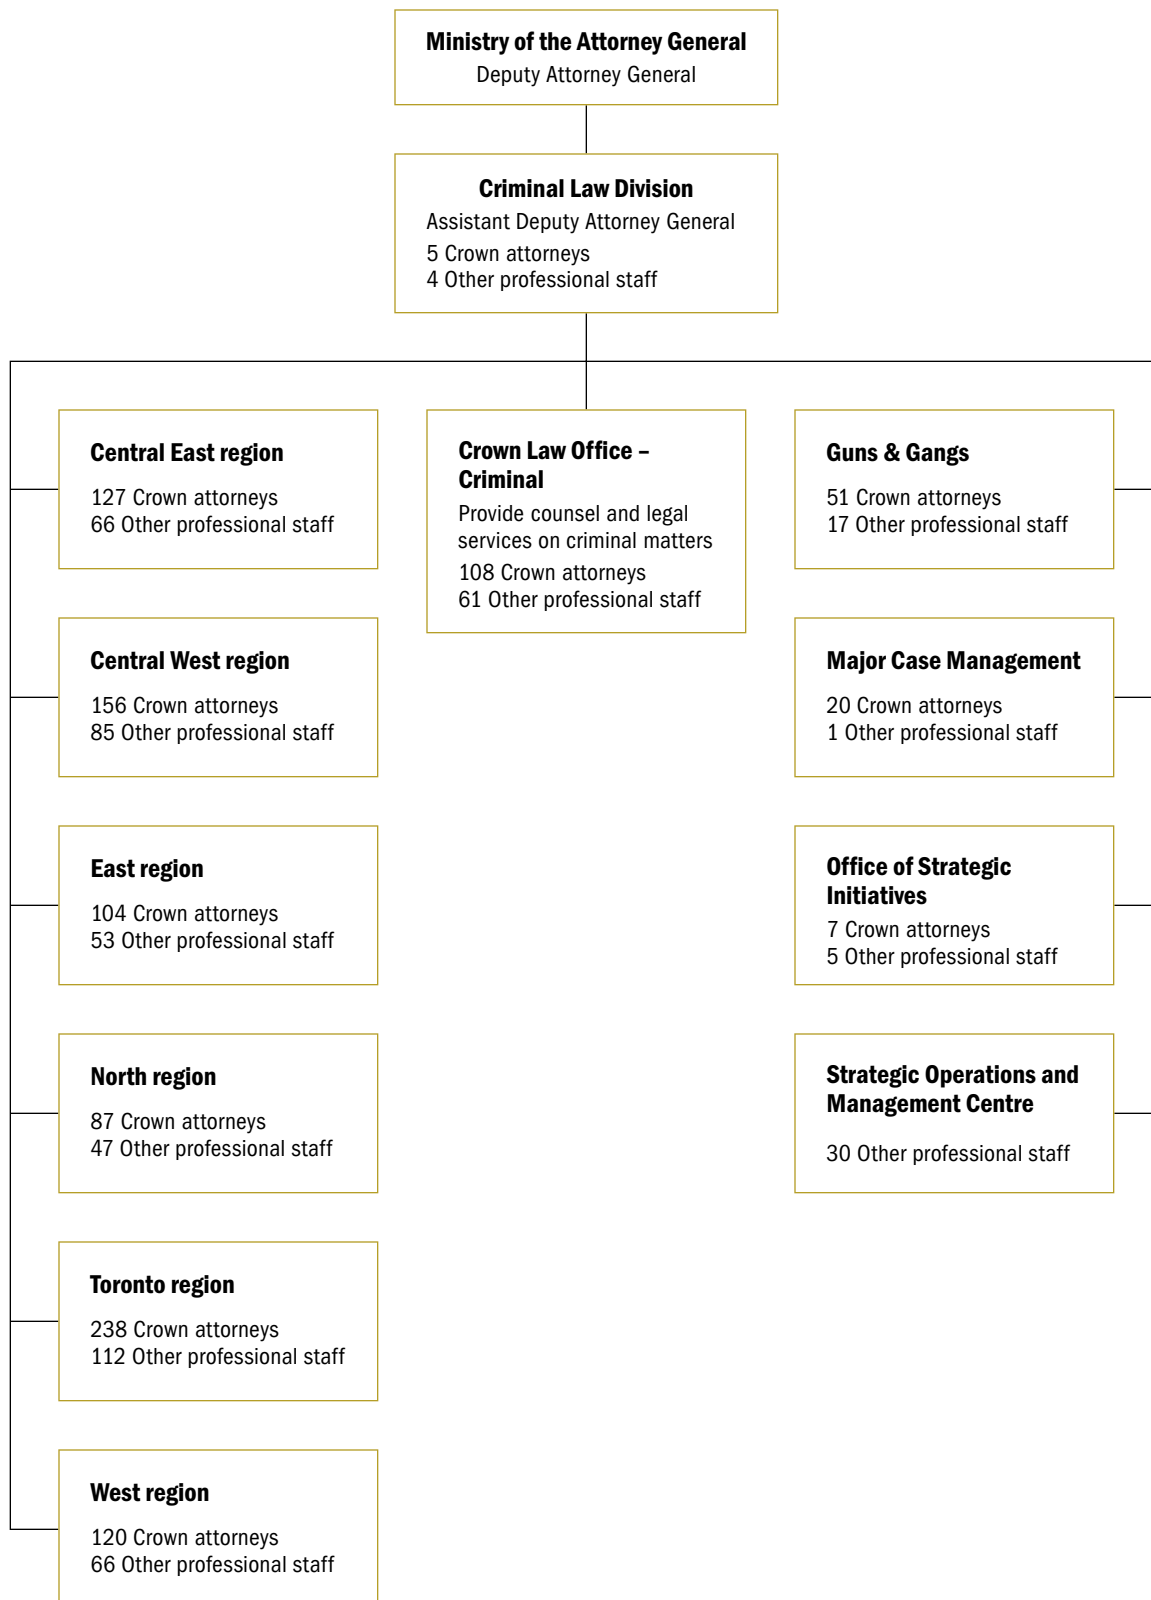 Ministry of the Attorney General
Deputy Attorney General
Criminal Law Division
Assistant Deputy Attorney General
5 Crown attorneys
4 Other professional staff
Central East region
127 Crown attorneys
66 Other professional staff
Central West region
156 Crown attorneys
85 Other professional staff
East region
104 Crown attorneys
53 Other professional staff
North region
87 Crown attorneys
47 Other professional staff
Toronto region
238 Crown attorneys
112 Other professional staff
West region
120 Crown attorneys
66 Other professional staff
Crown Law Office –
Criminal
Provide counsel and legal
services on criminal matters
108 Crown attorneys
61 Other professional staff
Guns & Gangs
51 Crown attorneys
17 Other professional staff
Major Case Management
20 Crown attorneys
1 Other professional staff
Office of Strategic
Initiatives
7 Crown attorneys
5 Other professional staff
Strategic Operations and
Management Centre
30 Other professional staff